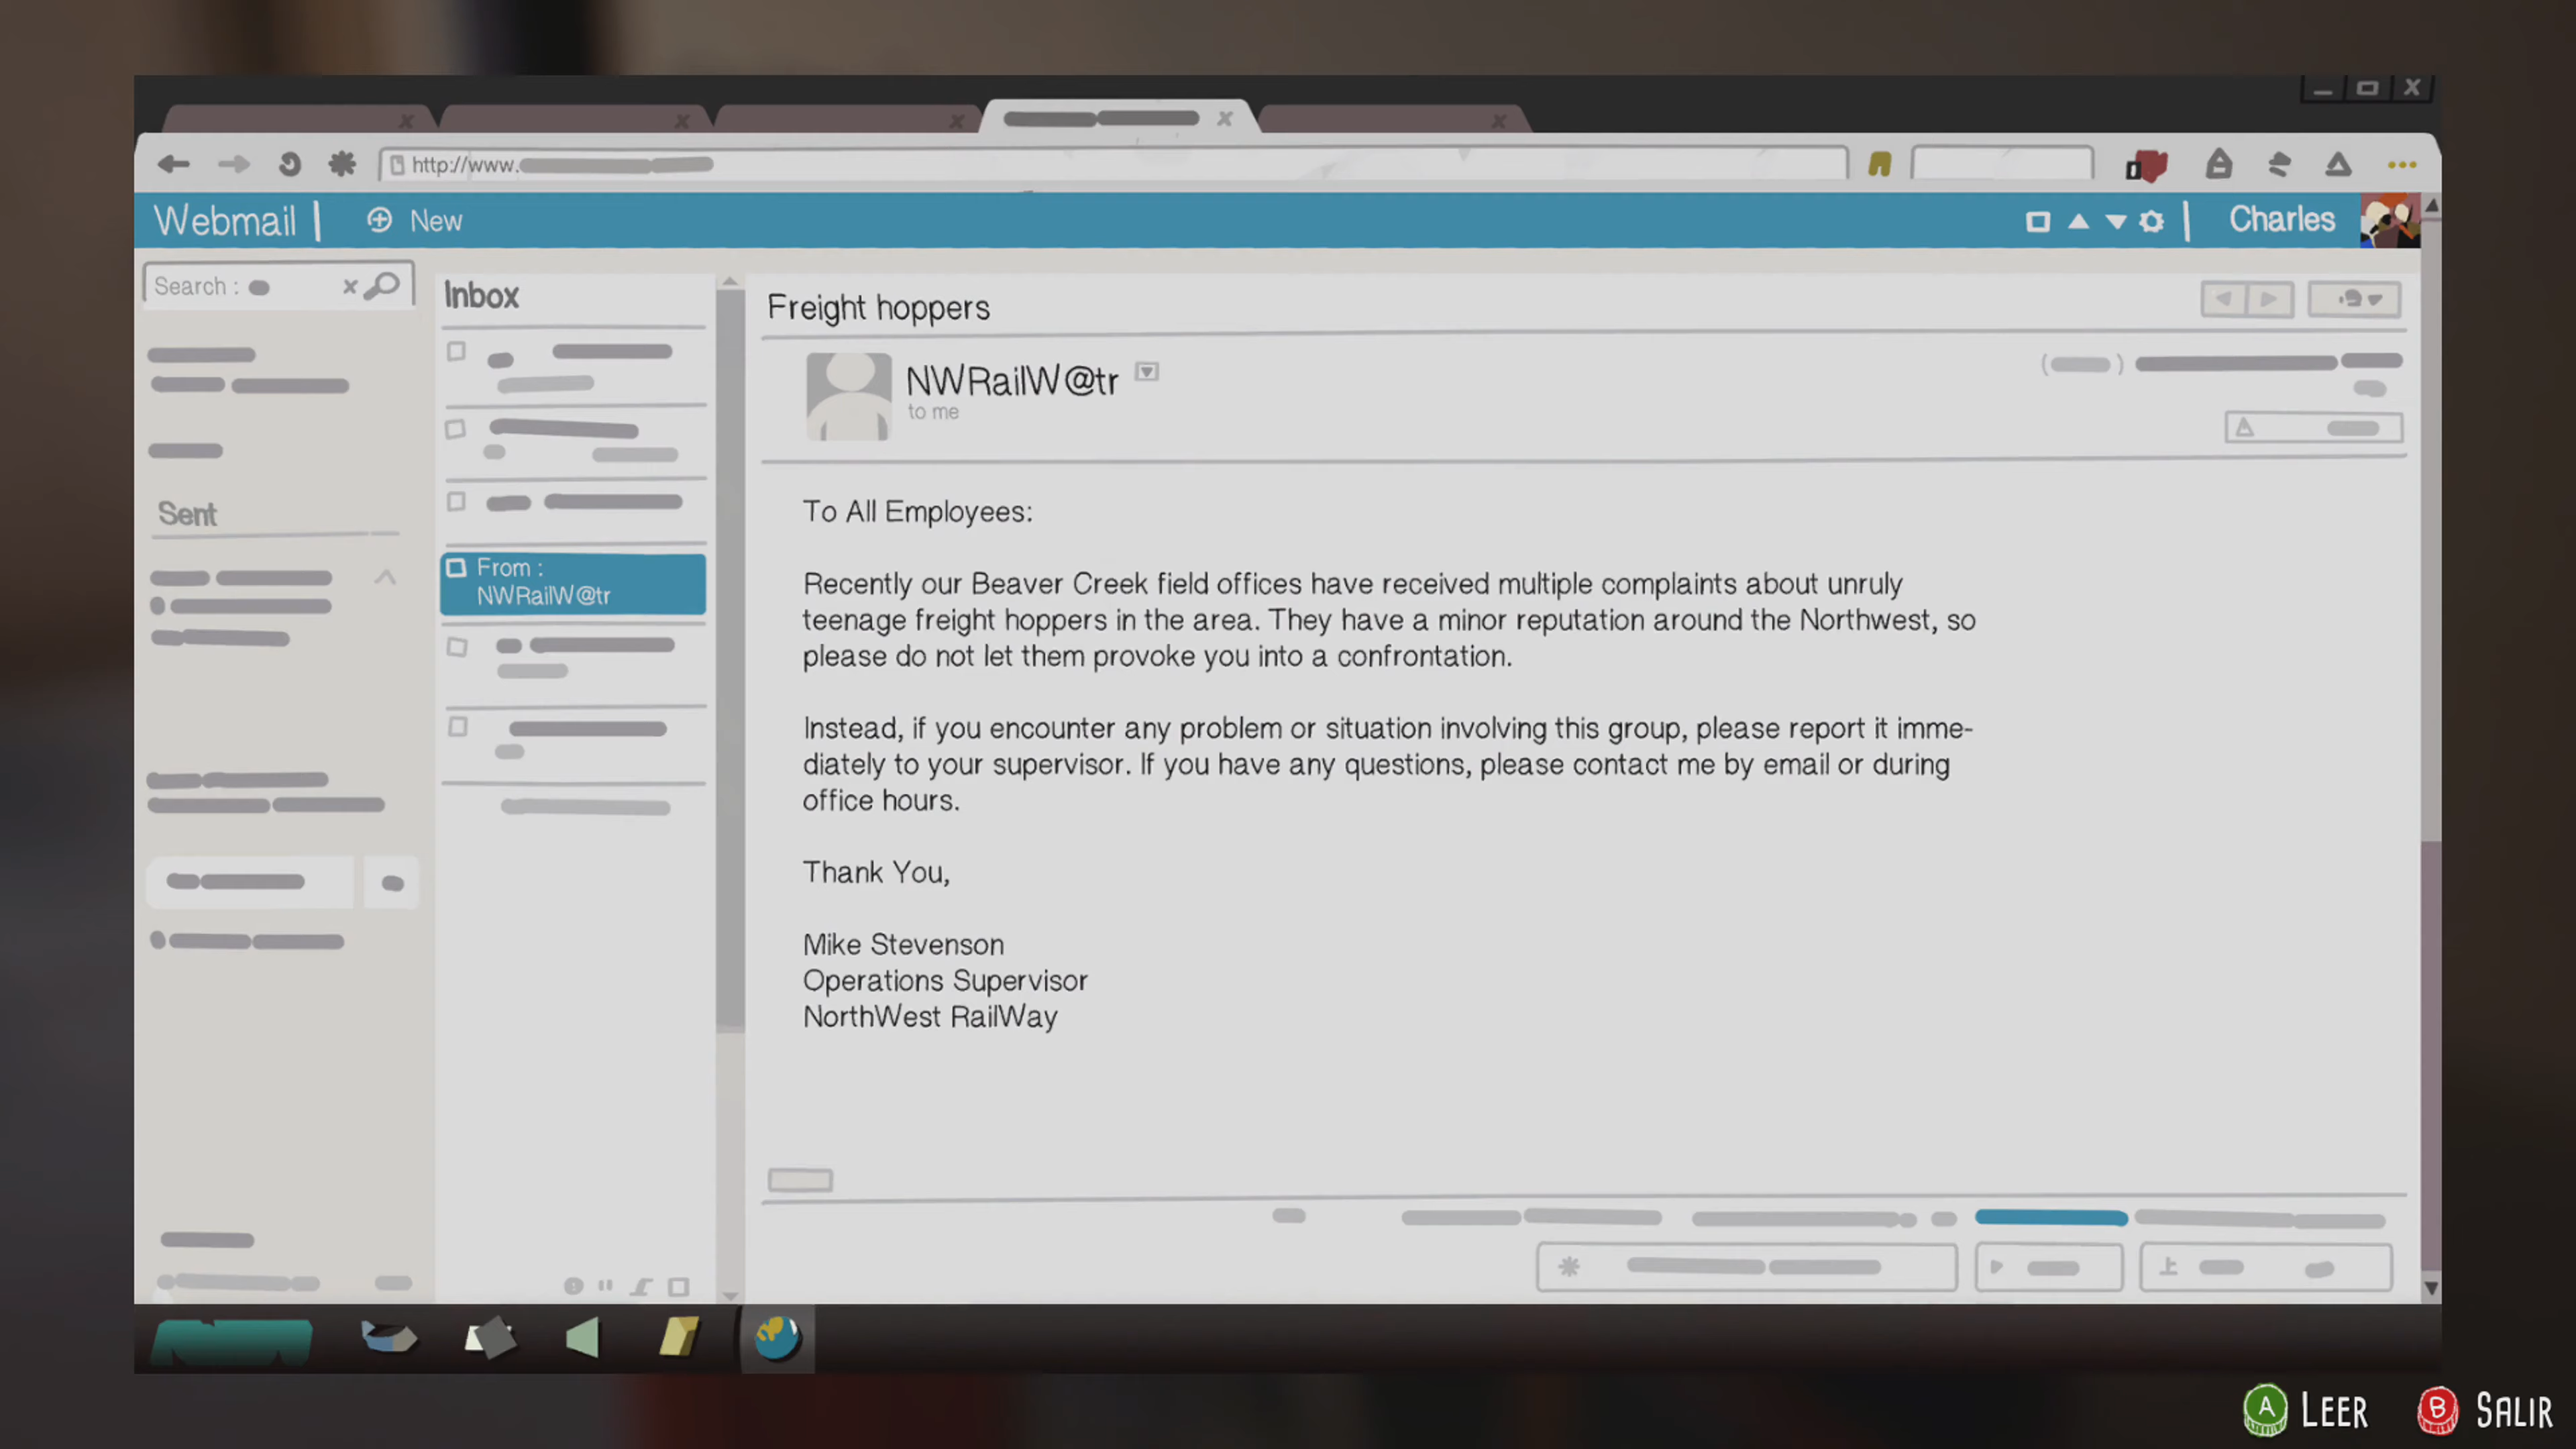 http://www.
Webmail
New
Charles
Search :
Inbox
Freight hoppers
NWRailW@tr
to me
Sent
From :
NWRailW@tr
To All Employees:
Recently our Beaver Creek field offices have received multiple complaints about unruly
teenage freight hoppers in the area. They have a minor reputation around the Northwest, so
please do not let them provoke you into a confrontation.
Instead, if you encounter any problem or situation involving this group, please report it imme-
diately to your supervisor. If you have any questions, please contact me by email or during
office hours.
Thank You,
Mike Stevenson
Operations Supervisor
NorthWest RailWay
A LEER B SALIR